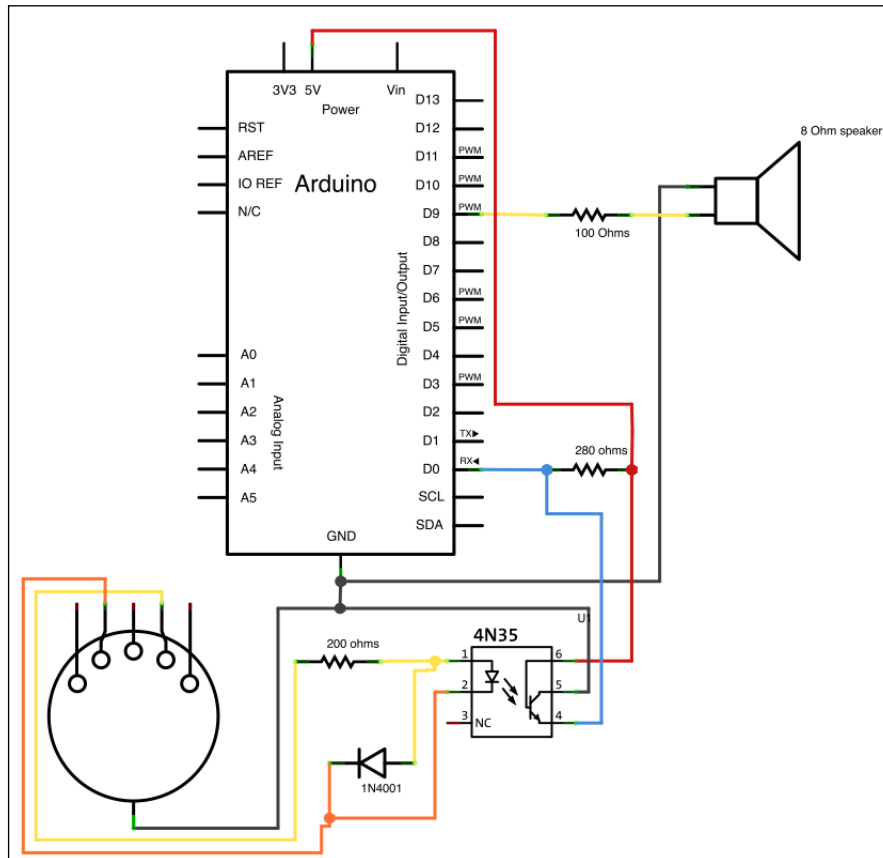 3V3 5V Vin
Power
D13
RST D12
AREF D11 PWM
8 Ohm speaker
IO REF Arduino D10 PWM
N/C D9 PWM
100 Ohms
D8
D7
Digital Input/Output
D6 PWM
D5 PWM
A0 D4
A1 D3 PWM
Analog Input
A2 D2
A3 D1 TX▶
A4 D0 RX◀
280 ohms
A5 SCL
SDA
GND
U1
4N35
200 ohms
1 6
2 5
3 NC 4
1N4001